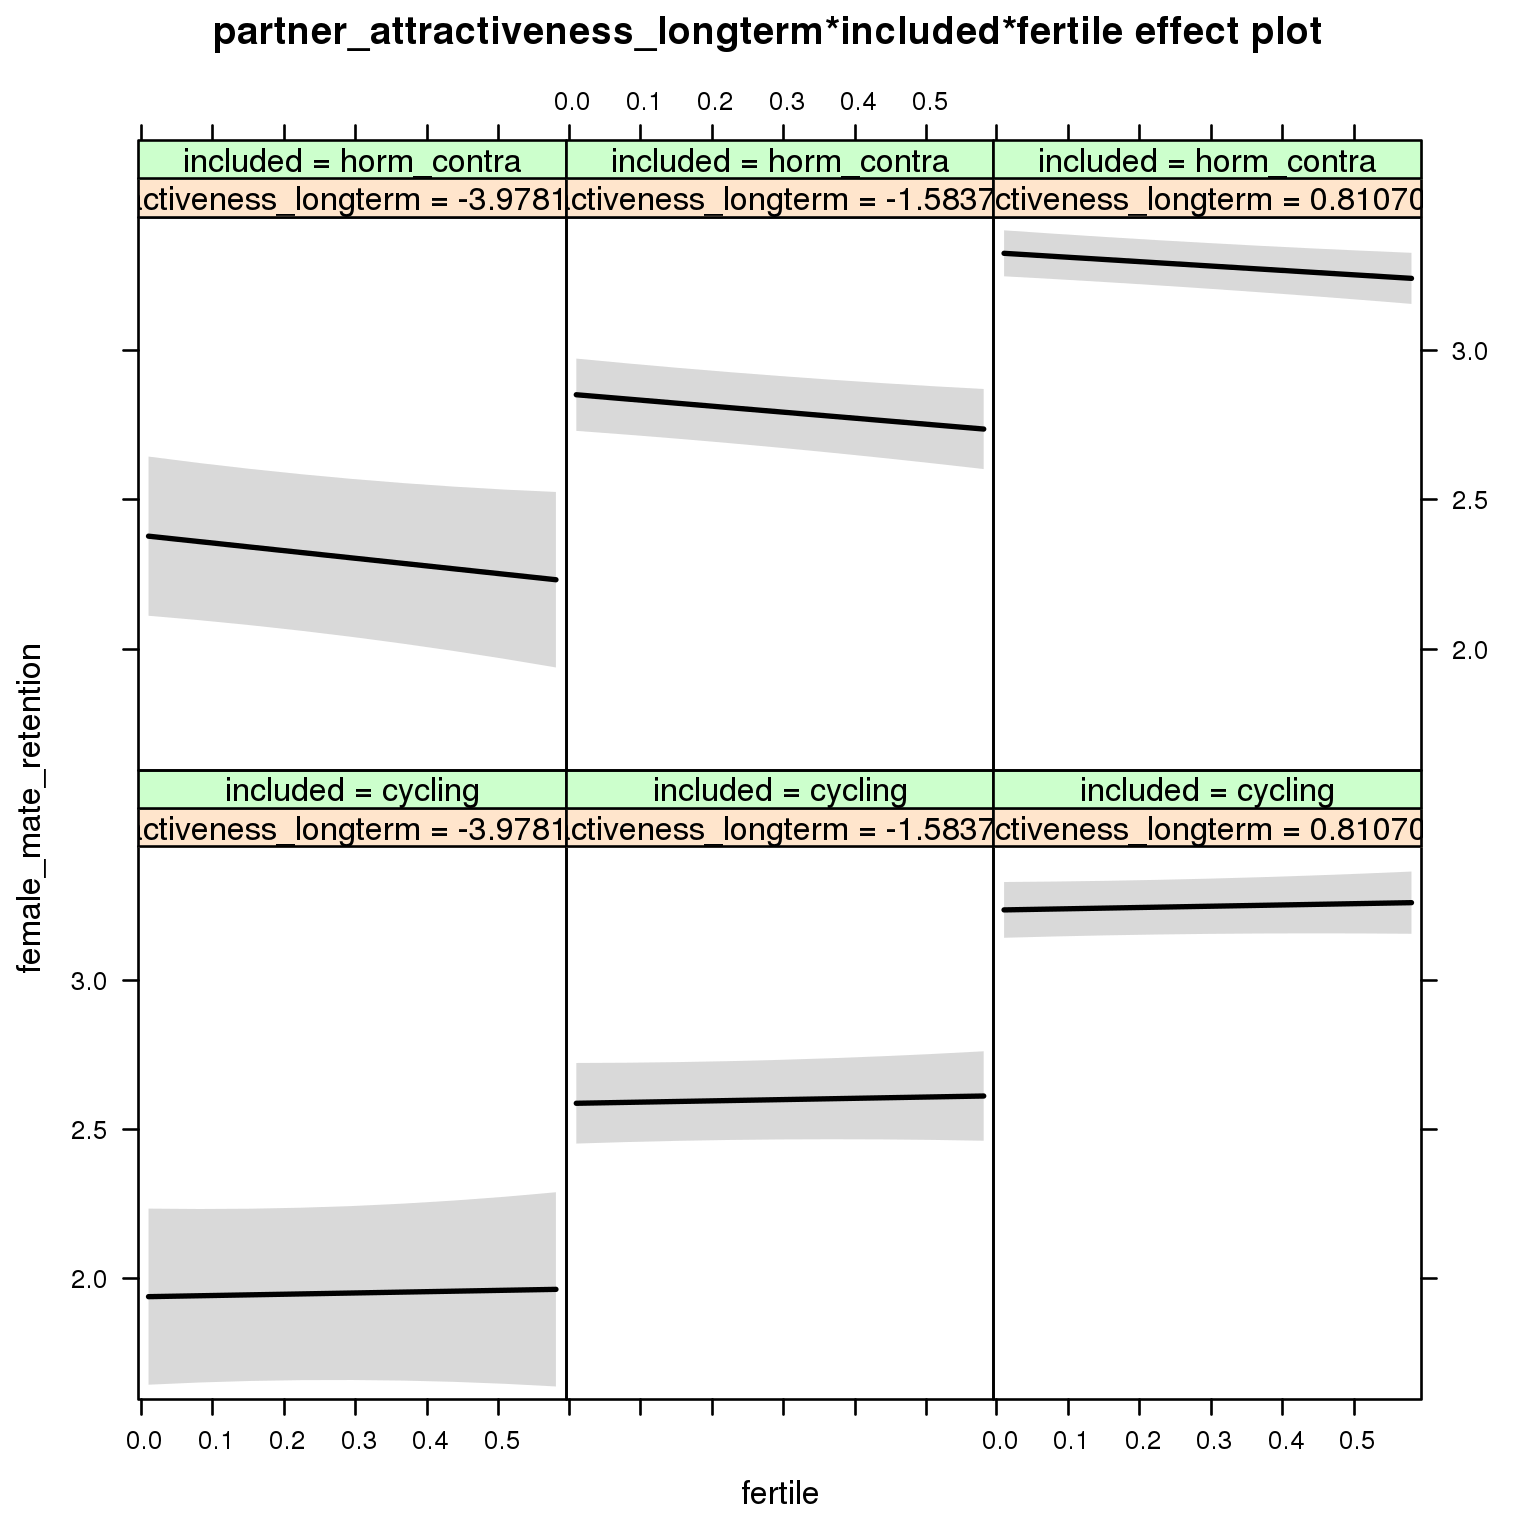 partner_attractiveness_longterm*included*fertile effect plot
0.0 0.1 0.2 0.3 0.4 0.5
included = horm_contra included = horm_contra included = horm_contra
ctiveness_longterm = -3.9781 ctiveness_longterm = -1.5837 ctiveness_longterm = 0.81070
3.0
2.5
2.0
female_mate_retention
included = cycling included = cycling included = cycling
ctiveness_longterm = -3.9781 ctiveness_longterm = -1.5837 ctiveness_longterm = 0.81070
3.0
2.5
2.0
0.0 0.1 0.2 0.3 0.4 0.5 0.0 0.1 0.2 0.3 0.4 0.5
fertile